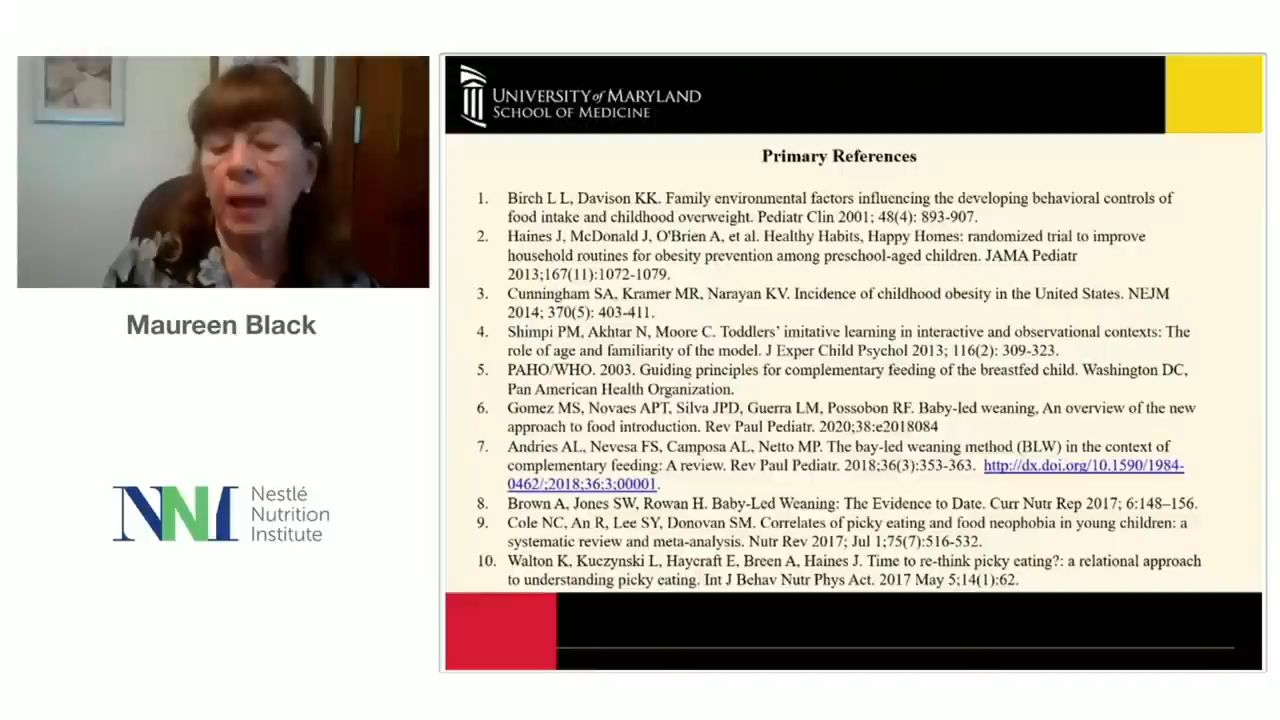 UNIVERSITY of MARYLAND
SCHOOL OF MEDICINE
Primary References
1. Birch L L, Davison KK. Family environmental factors influencing the developing behavioral controls of
food intake and childhood overweight. Pediatr Clin 2001; 48(4): 893-907.
2. Haines J, McDonald J, O'Brien A, et al. Healthy Habits, Happy Homes: randomized trial to improve
household routines for obesity prevention among preschool-aged children. JAMA Pediatr
2013;167(11):1072-1079.
3. Cunningham SA, Kramer MR, Narayan KV. Incidence of childhood obesity in the United States. NEJM
2014; 370(5): 403-411.
4. Shimpi PM, Akhtar N, Moore C. Toddlers' imitative learning in interactive and observational contexts: The
role of age and familiarity of the model. J Exper Child Psychol 2013; 116(2): 309-323.
5. PAHO/WHO. 2003. Guiding principles for complementary feeding of the breastfed child. Washington DC,
Pan American Health Organization.
6. Gomez MS, Novaes APT, Silva JPD, Guerra LM, Possobon RF. Baby-led weaning, An overview of the new
approach to food introduction. Rev Paul Pediatr. 2020;38:e2018084
7. Andries AL, Nevesa FS, Camposa AL, Netto MP. The bay-led weaning method (BLW) in the context of
complementary feeding: A review. Rev Paul Pediatr. 2018;36(3):353-363. http://dx.doi.org/10.1590/1984-
0462/;2018;36;3;00001.
8. Brown A, Jones SW, Rowan H. Baby-Led Weaning: The Evidence to Date. Curr Nutr Rep 2017; 6:148–156.
9. Cole NC, An R, Lee SY, Donovan SM. Correlates of picky eating and food neophobia in young children: a
systematic review and meta-analysis. Nutr Rev 2017; Jul 1;75(7):516-532.
10. Walton K, Kuczynski L, Haycraft E, Breen A, Haines J. Time to re-think picky eating?: a relational approach
to understanding picky eating. Int J Behav Nutr Phys Act. 2017 May 5;14(1):62.
Maureen Black
NNI
Nestlé
Nutrition
Institute